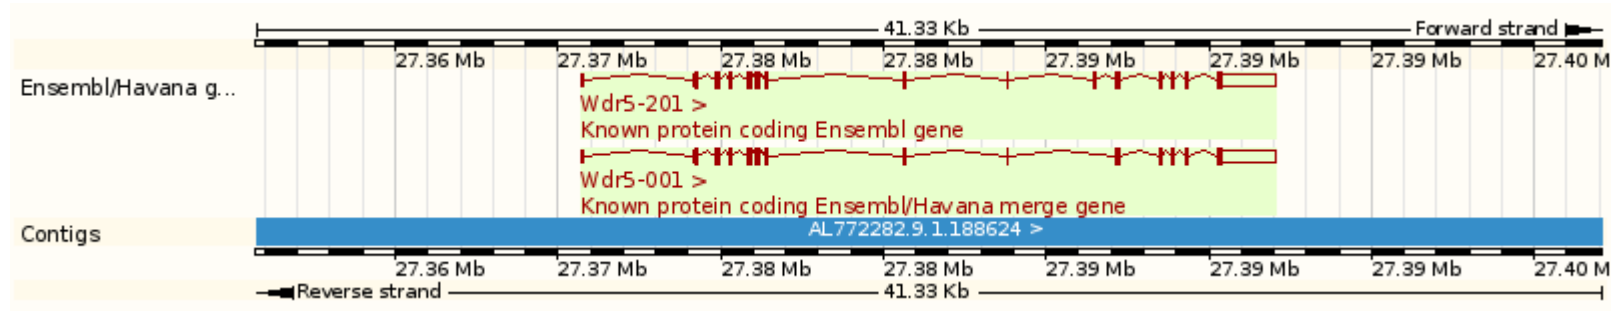 41.33 Kb Forward strand
27.36 Mb 27.37 Mb 27.38 Mb 27.38 Mb 27.39 Mb 27.39 Mb 27.39 Mb 27.40 M
Ensembl/Havana g...
Wdr5-201 >
Known protein coding Ensembl gene
Wdr5-001 >
Known protein coding Ensembl/Havana merge gene
Contigs AL772282.9.1.188624 >
27.36 Mb 27.37 Mb 27.38 Mb 27.38 Mb 27.39 Mb 27.39 Mb 27.39 Mb 27.40 M
Reverse strand 41.33 Kb